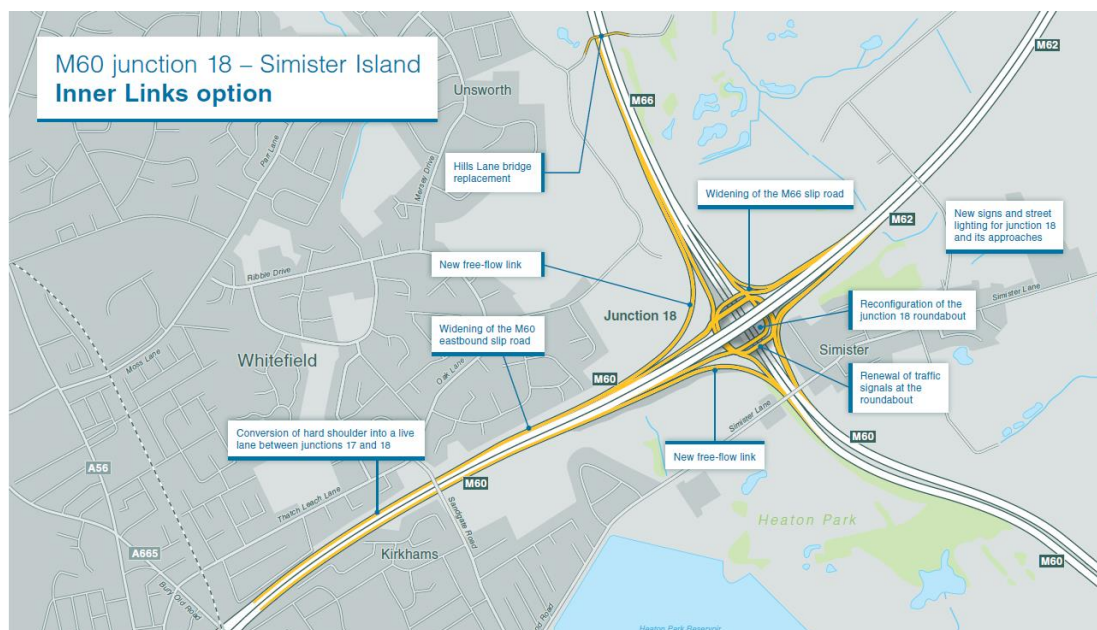 M60 junction 18 – Simister Island
Inner Links option
Unsworth
M66
M62
Hills Lane bridge
replacement
Widening of the M66 slip road
M62
New signs and street
lighting for junction 18
and its approaches
Parr Lane
Mersey Drive
Ribble Drive
New free-flow link
Junction 18
Reconfiguration of the
junction 18 roundabout
Simister Lane
Simister
Widening of the M60
eastbound slip road
Moss Lane
Whitefield
Oak Lane
M60
Renewal of traffic
signals at the
roundabout
Simister Lane
Conversion of hard shoulder into a live
lane between junctions 17 and 18
New free-flow link
M60
A56
M60
Thatch Leach Lane
Sandgate Road
Heaton Park
A665
Kirkhams
M60
Bury Old Road
Road
Heaton Park Reservoir